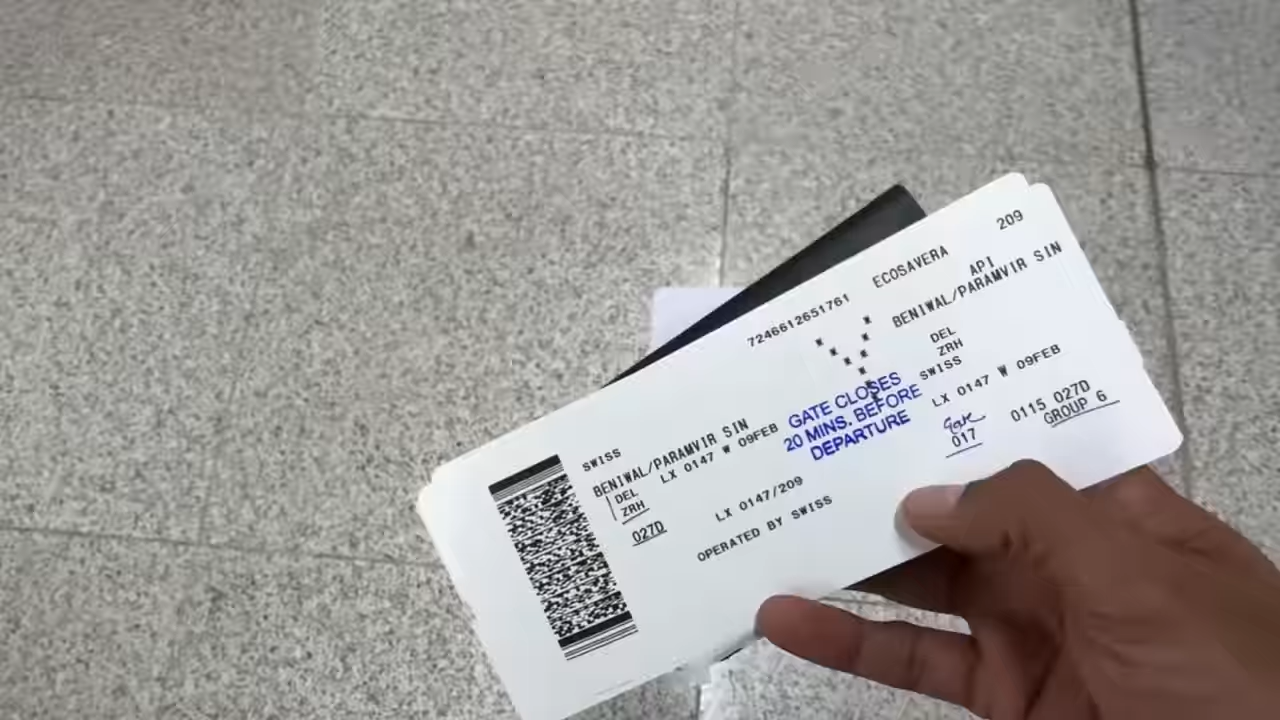 SWISS
BENIWAL/PARAMVIR SIN
DEL LX 0147 W 09FEB
ZRH
027D
LX 0147/209
OPERATED BY SWISS
7246612651761
ECOSAVERA
209
API
BENIWAL/PARAMVIR SIN
DEL
ZRH
SWISS
LX 0147 W 09FEB
Gate
017
0115 027D
GROUP 6
GATE CLOSES
20 MINS. BEFORE
DEPARTURE